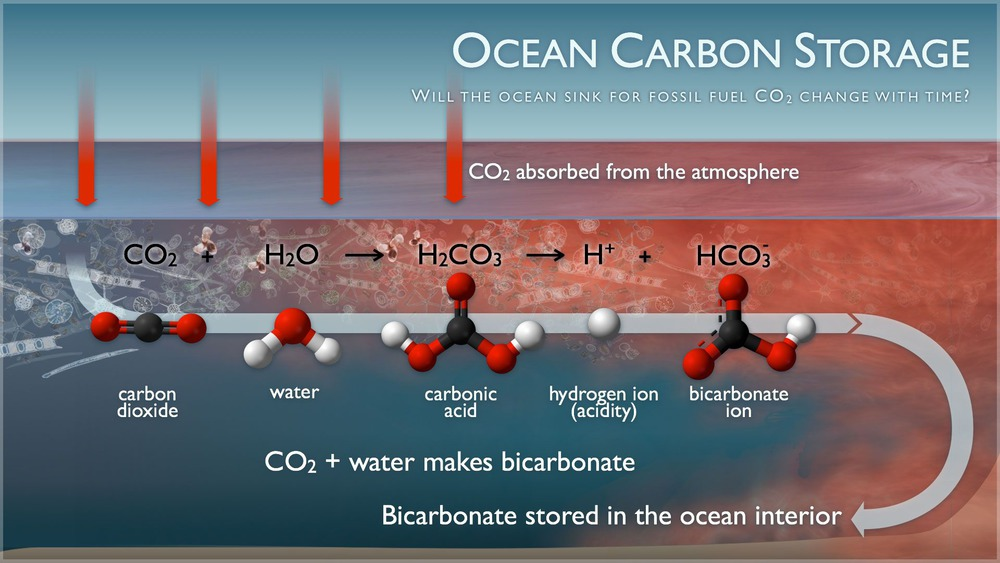 OCEAN CARBON STORAGE
WILL THE OCEAN SINK FOR FOSSIL FUEL CO₂ CHANGE WITH TIME?
CO₂ absorbed from the atmosphere
CO₂ + H₂O → H₂CO₃ → H⁺ + HCO₃⁻
carbon
dioxide
water
carbonic
acid
hydrogen ion
(acidity)
bicarbonate
ion
CO₂ + water makes bicarbonate
Bicarbonate stored in the ocean interior